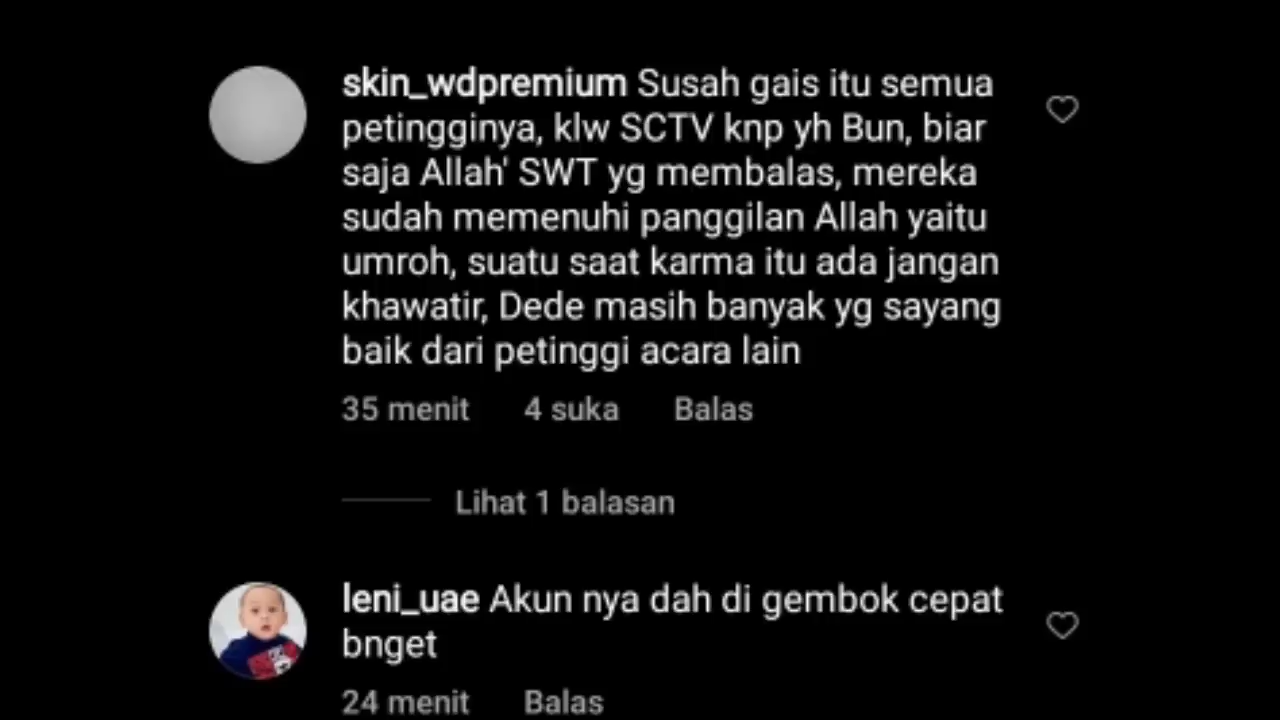 skin_wdpremium Susah gais itu semua
petingginya, klw SCTV knp yh Bun, biar
saja Allah' SWT yg membalas, mereka
sudah memenuhi panggilan Allah yaitu
umroh, suatu saat karma itu ada jangan
khawatir, Dede masih banyak yg sayang
baik dari petinggi acara lain
35 menit 4 suka Balas
Lihat 1 balasan
leni_uae Akun nya dah di gembok cepat
bnget
24 menit Balas